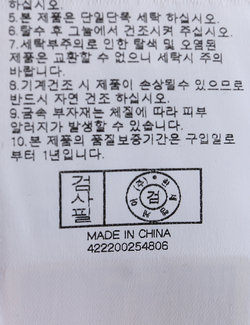 하십시오.
5.본 제품은 단일단독 세탁 하십시오.
6.탈수 후 그늘에서 건조시켜 주십시오.
7.세탁부주의로 인한 탈색 및 오염된
제품은 교환할 수 없으니 세탁시 주의
바랍니다.
8.기계건조 시 제품이 손상될수 있으므로
반드시 자연 건조 하십시오.
9.금속 부자재는 체질에 따라 피부
알러지가 발생할 수 있습니다.
10.본 제품의 품질보증기간은 구입일로
부터 1년입니다.
검사필
검
(주)
MADE IN CHINA
422200254806